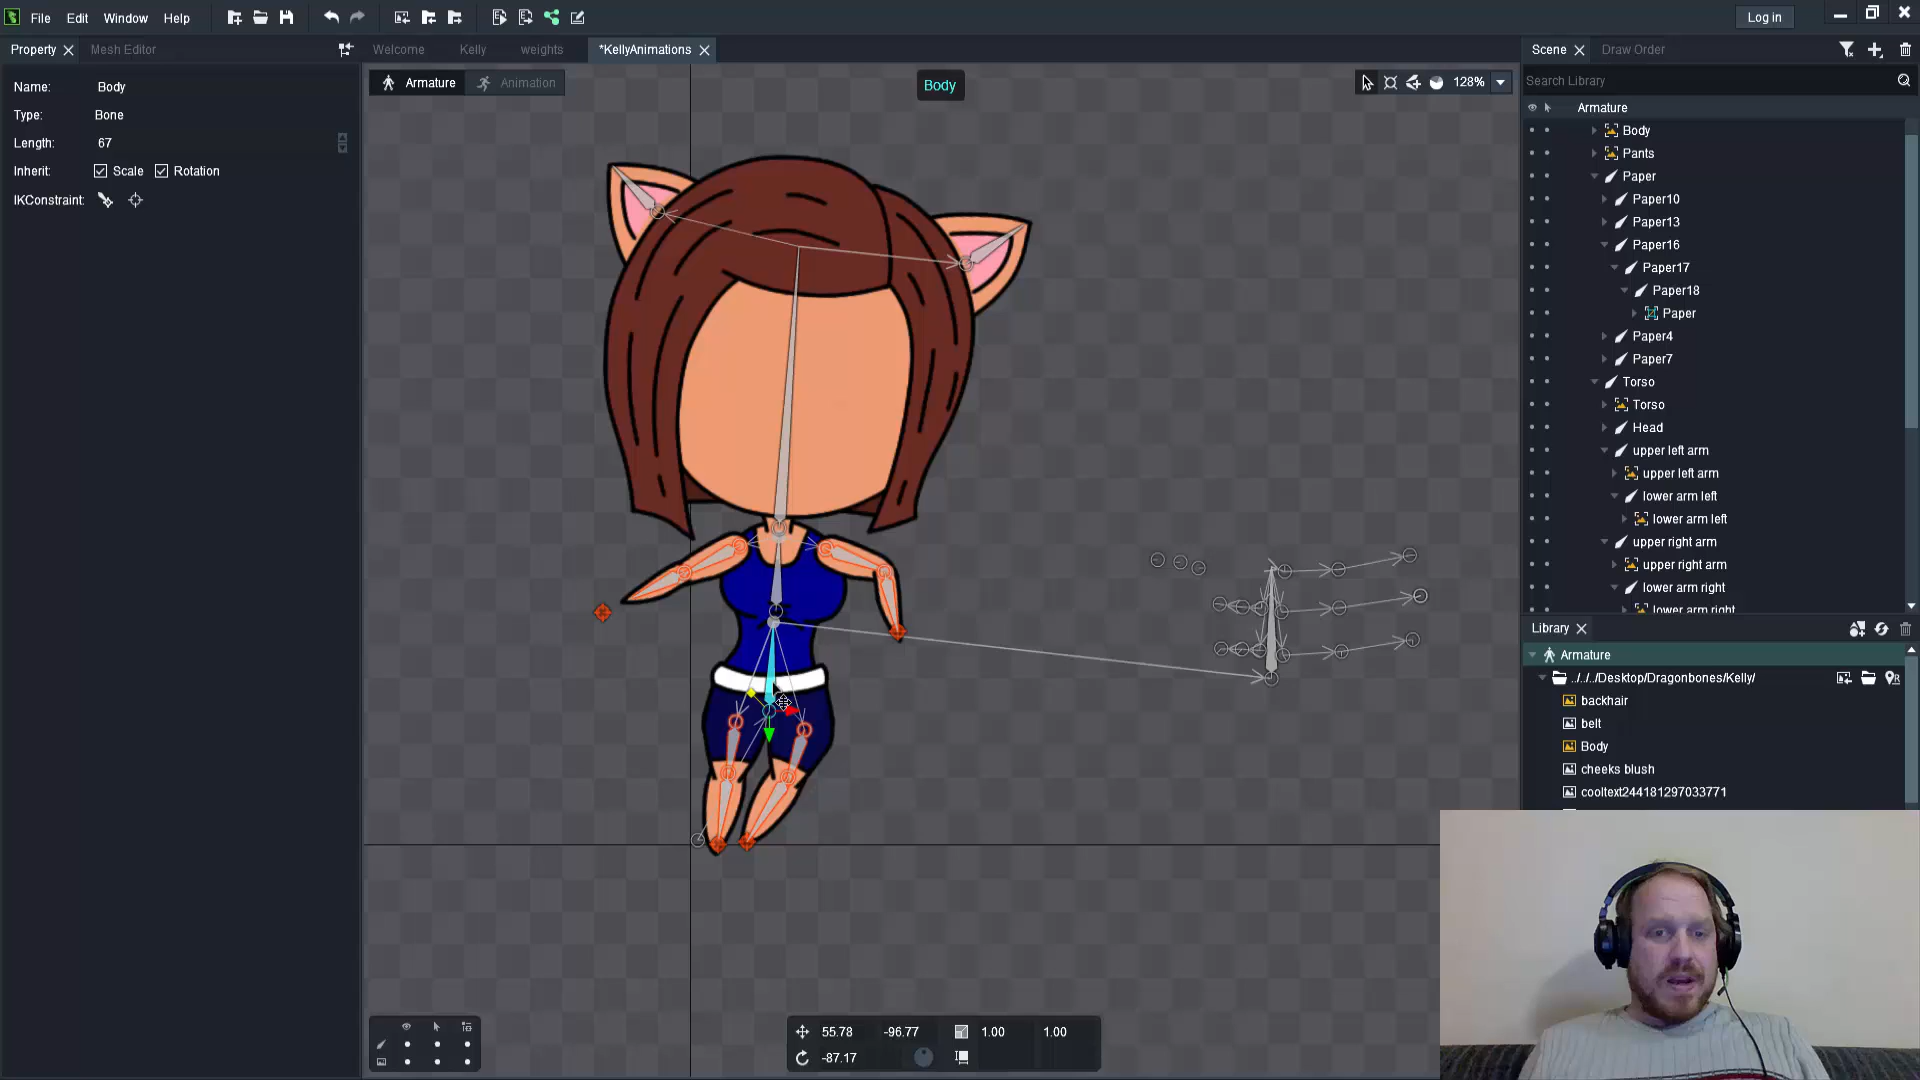 File Edit Window Help
Log in
Property
Mesh Editor
Welcome
Kelly
weights
*KellyAnimations
Scene
Draw Order
Name: Body
Type: Bone
Length: 67
Inherit: Scale Rotation
IKConstraint:
Armature
Animation
Body
128%
Search Library
Armature
Body
Pants
Paper
Paper10
Paper13
Paper16
Paper17
Paper18
Paper
Paper4
Paper7
Torso
Torso
Head
upper left arm
upper left arm
lower arm left
lower arm left
upper right arm
upper right arm
lower arm right
lower arm right
Library
Armature
../../../Desktop/Dragonbones/Kelly/
backhair
belt
Body
cheeks blush
cooltext244181297033771
55.78 -96.77 1.00 1.00
-87.17